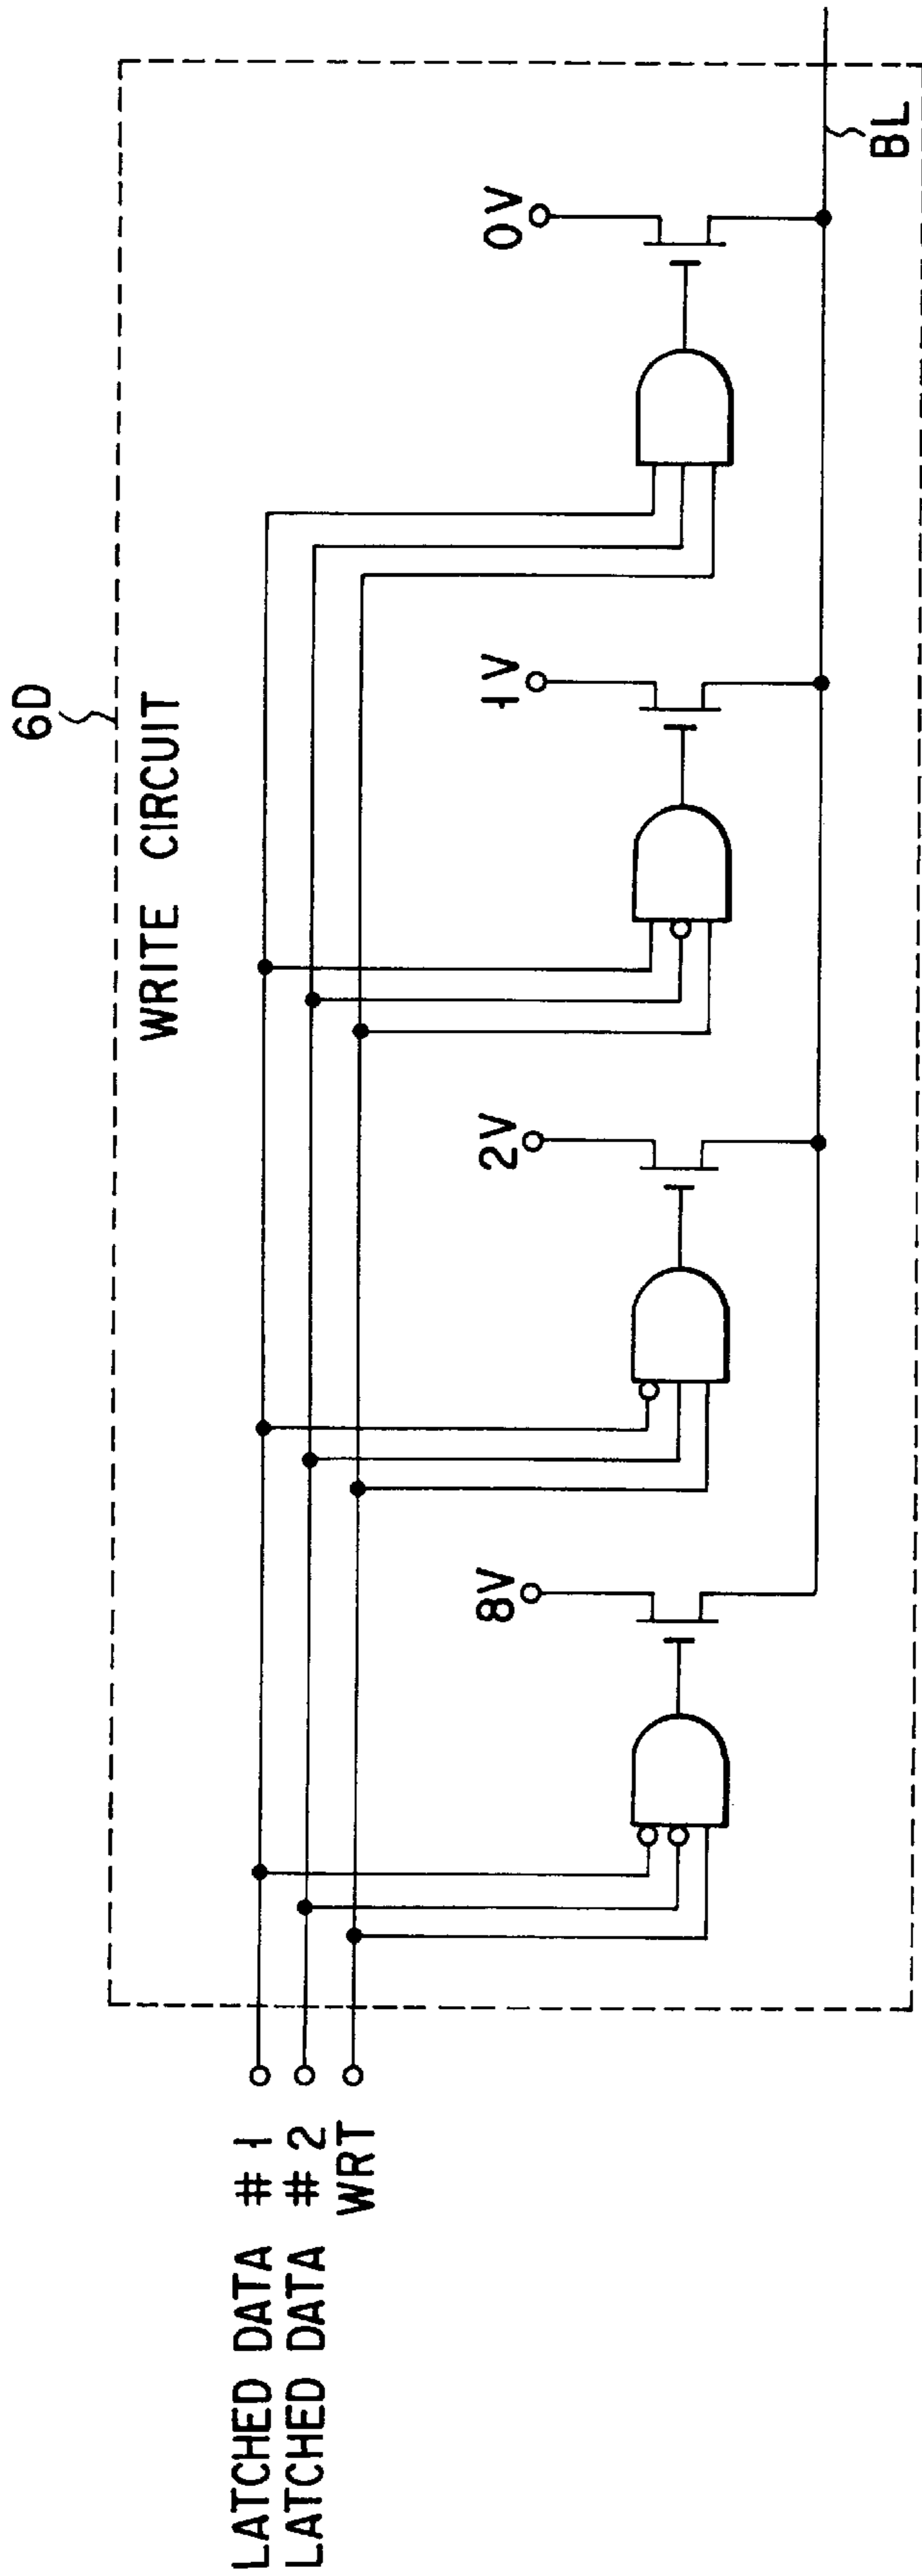 6D
WRITE CIRCUIT
LATCHED DATA #1
LATCHED DATA #2
WRT
8V
2V
1V
0V
BL